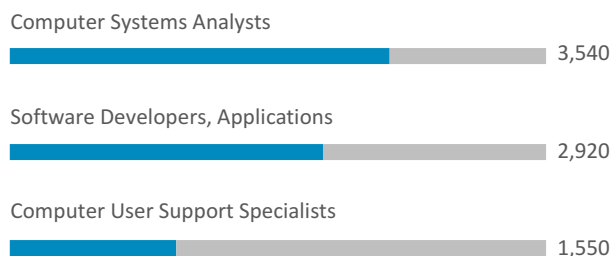 Computer Systems Analysts
3,540
Software Developers, Applications
2,920
Computer User Support Specialists
1,550